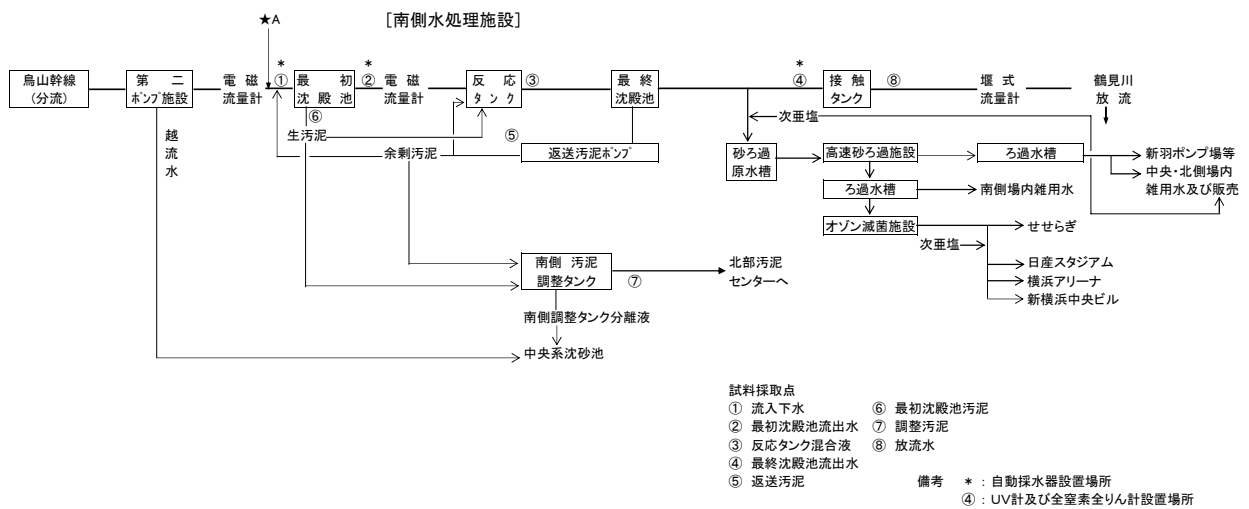 ★A
[南側水処理施設]
鳥山幹線
(分流)
第 二
ポンプ施設
電 磁
流量計
*
①
最 初
沈 殿 池
*
②
電 磁
流量計
反 応
タ ン ク
③
最 終
沈殿池
*
④
接 触
タンク
⑧
堰 式
流量計
鶴見川
放 流
⑥
生汚泥
越
流
水
余剰汚泥
⑤
返送汚泥ポンプ
次亜塩
砂ろ過
原水槽
高速砂ろ過施設
ろ過水槽
新羽ポンプ場等
中央・北側場内
雑用水及び販売
ろ過水槽
南側場内雑用水
オゾン滅菌施設
せせらぎ
次亜塩
日産スタジアム
横浜アリーナ
新横浜中央ビル
南側 汚泥
調整タンク
⑦
北部汚泥
センターへ
南側調整タンク分離液
中央系沈砂池
試料採取点
① 流入下水
② 最初沈殿池流出水
③ 反応タンク混合液
④ 最終沈殿池流出水
⑤ 返送汚泥
⑥ 最初沈殿池汚泥
⑦ 調整汚泥
⑧ 放流水
備考 * : 自動採水器設置場所
④ : UV計及び全窒素全りん計設置場所